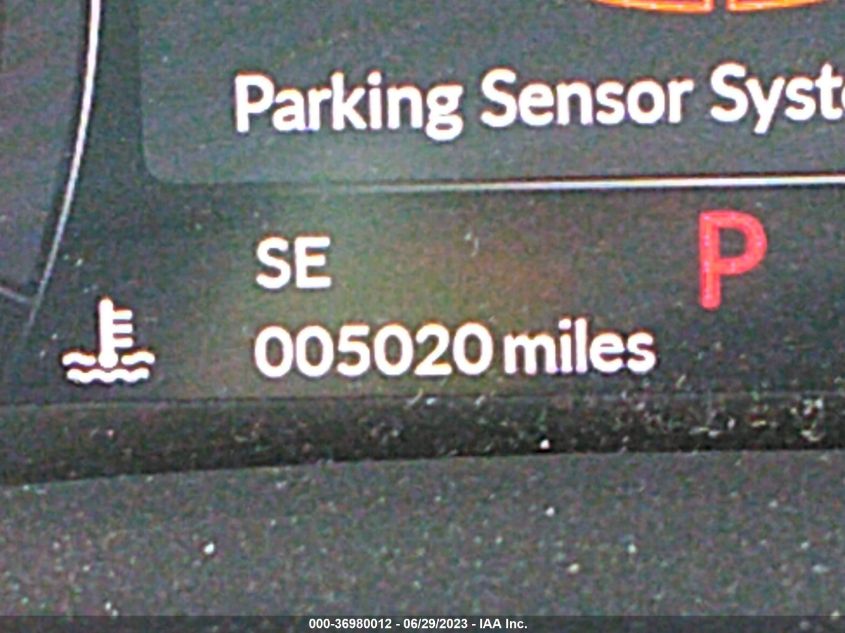 Parking Sensor Syst
SE
P
005020 miles
000-36980012 - 06/29/2023 - IAA Inc.